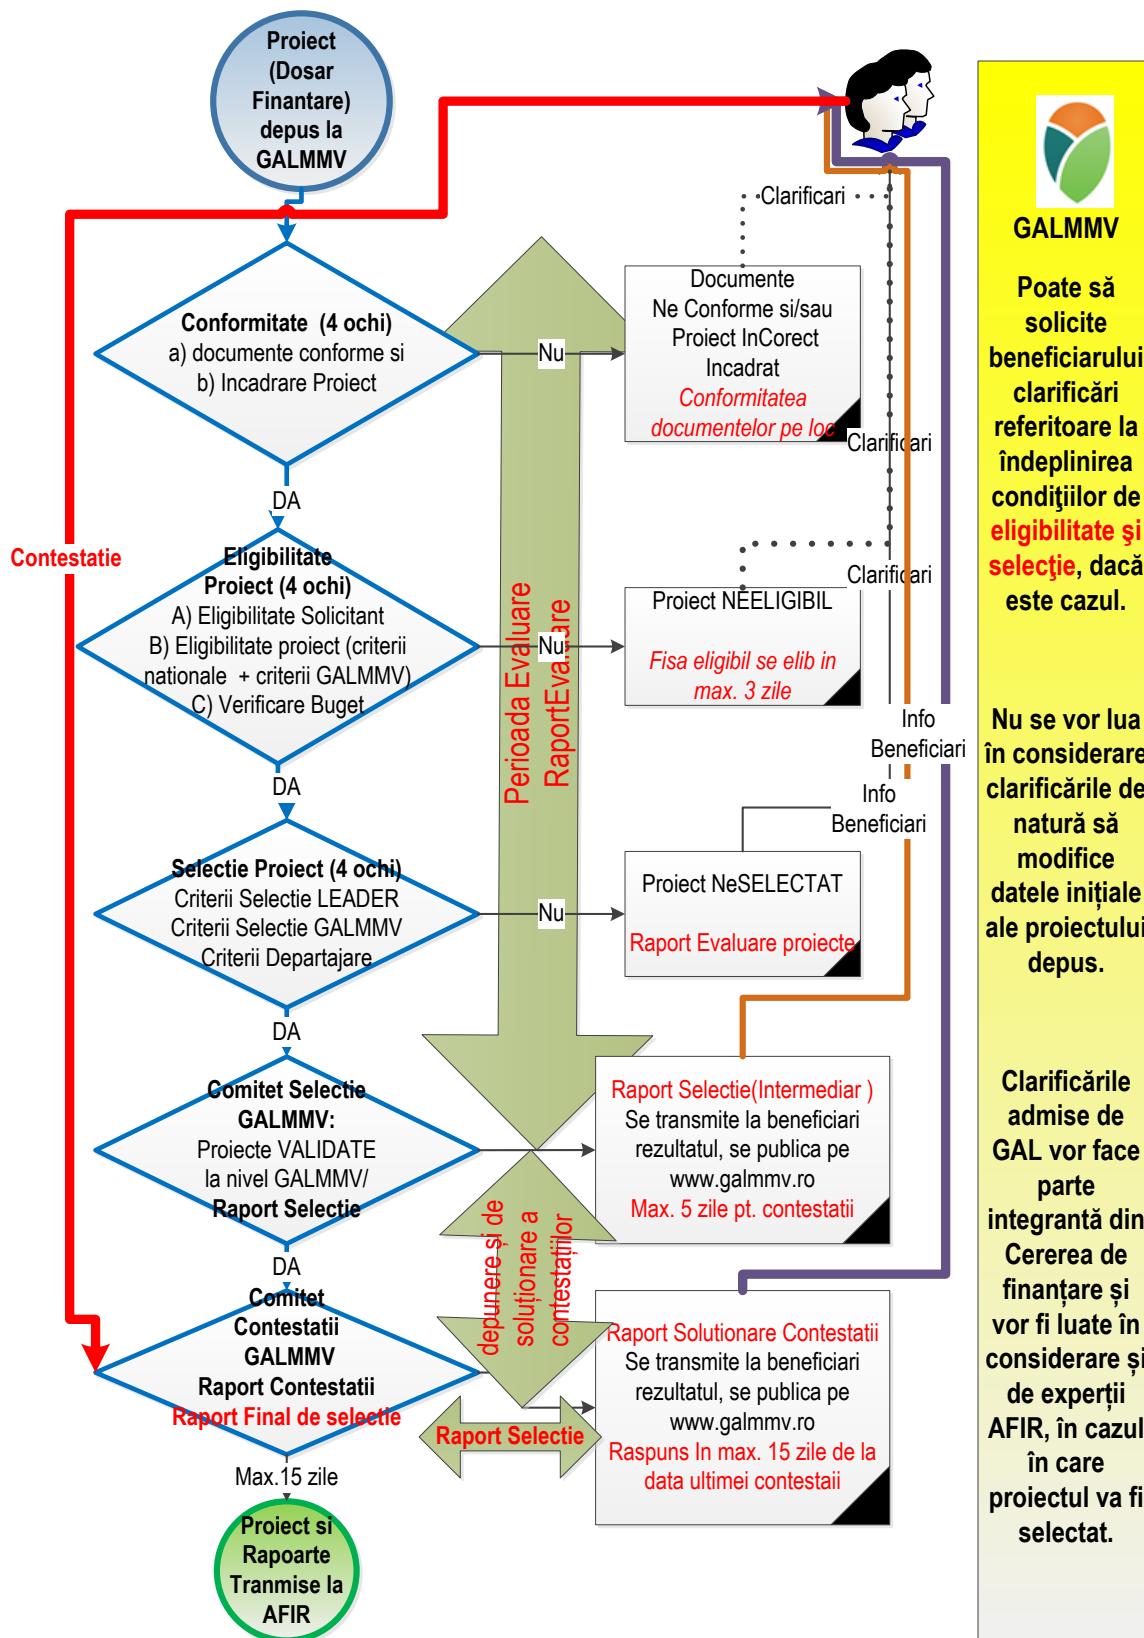 Proiect
(Dosar
Finantare)
depus la
GALMMV
Clarificari
Conformitate (4 ochi)
a) documente conforme si
b) Incadrare Proiect
Nu
Documente
Ne Conforme si/sau
Proiect InCorect
Incadrat
Conformitatea
documentelor pe loc
Clarificari
DA
Contestatie
Eligibilitate
Proiect (4 ochi)
A) Eligibilitate Solicitant
B) Eligibilitate proiect (criterii
nationale + criterii GALMMV)
C) Verificare Buget
Nu
Clarificari
Proiect NEELIGIBIL
Fisa eligibil se elib in
max. 3 zile
Perioada Evaluare
RaportEvaluare
Info
Beneficiari
DA
Info
Beneficiari
Selectie Proiect (4 ochi)
Criterii Selectie LEADER
Criterii Selectie GALMMV
Criterii Departajare
Nu
Proiect NeSELECTAT
Raport Evaluare proiecte
DA
Comitet Selectie
GALMMV:
Proiecte VALIDATE
la nivel GALMMV/
Raport Selectie
Raport Selectie(Intermediar )
Se transmite la beneficiari
rezultatul, se publica pe
www.galmmv.ro
Max. 5 zile pt. contestatii
depunere și de
soluționare a
contestațiilor
DA
Comitet
Contestatii
GALMMV
Raport Contestatii
Raport Final de selectie
Raport Selectie
Raport Solutionare Contestatii
Se transmite la beneficiari
rezultatul, se publica pe
www.galmmv.ro
Raspuns In max. 15 zile de la
data ultimei contestaii
Max.15 zile
Proiect si
Rapoarte
Tranmise la
AFIR
GALMMV
Poate să
solicite
beneficiarului
clarificări
referitoare la
îndeplinirea
condiţiilor de
eligibilitate şi
selecţie, dacă
este cazul.
Nu se vor lua
în considerare
clarificările de
natură să
modifice
datele inițiale
ale proiectului
depus.
Clarificările
admise de
GAL vor face
parte
integrantă din
Cererea de
finanțare și
vor fi luate în
considerare și
de experții
AFIR, în cazul
în care
proiectul va fi
selectat.